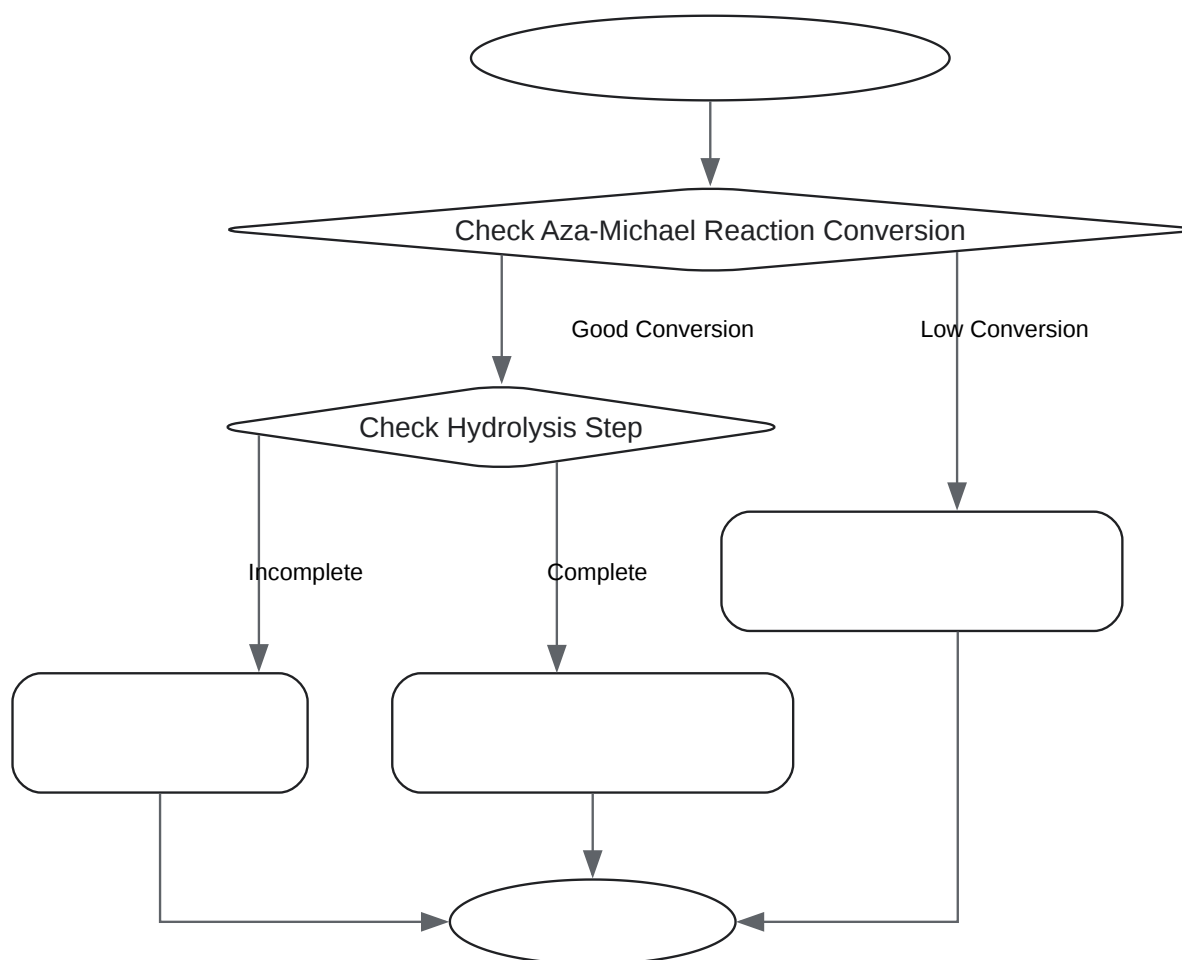 Check Aza-Michael Reaction Conversion
Good Conversion
Low Conversion
Check Hydrolysis Step
Incomplete
Complete